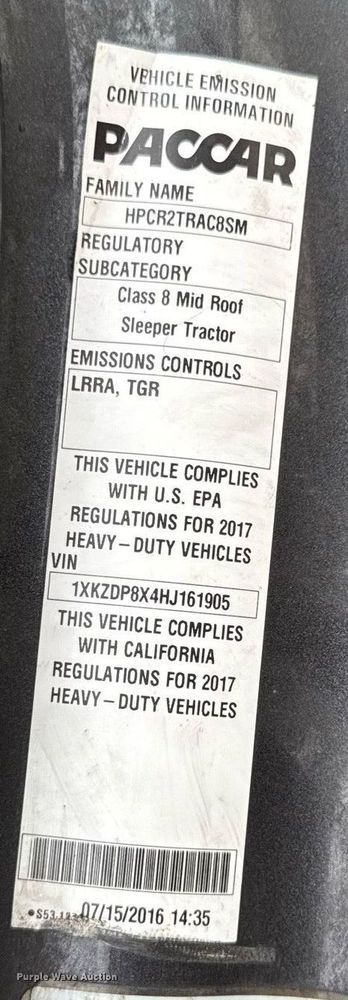 VEHICLE EMISSION
CONTROL INFORMATION
PACCAR
FAMILY NAME
HPCR2TRAC8SM
REGULATORY
SUBCATEGORY
Class 8 Mid Roof
Sleeper Tractor
EMISSIONS CONTROLS
LRRA, TGR
THIS VEHICLE COMPLIES
WITH U.S. EPA
REGULATIONS FOR 2017
HEAVY – DUTY VEHICLES
VIN
1XKZDP8X4HJ161905
THIS VEHICLE COMPLIES
WITH CALIFORNIA
REGULATIONS FOR 2017
HEAVY – DUTY VEHICLES
07/15/2016 14:35
Purple Wave Auction